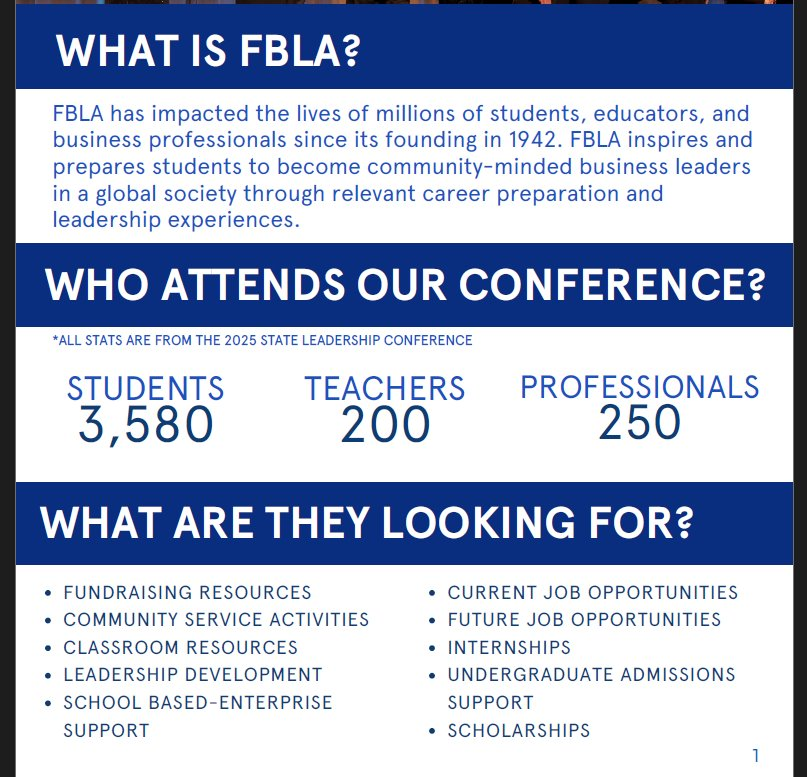 WHAT IS FBLA?
FBLA has impacted the lives of millions of students, educators, and
business professionals since its founding in 1942. FBLA inspires and
prepares students to become community-minded business leaders
in a global society through relevant career preparation and
leadership experiences.
WHO ATTENDS OUR CONFERENCE?
*ALL STATS ARE FROM THE 2025 STATE LEADERSHIP CONFERENCE
STUDENTS
3,580
TEACHERS
200
PROFESSIONALS
250
WHAT ARE THEY LOOKING FOR?
• FUNDRAISING RESOURCES
• COMMUNITY SERVICE ACTIVITIES
• CLASSROOM RESOURCES
• LEADERSHIP DEVELOPMENT
• SCHOOL BASED-ENTERPRISE
SUPPORT
• CURRENT JOB OPPORTUNITIES
• FUTURE JOB OPPORTUNITIES
• INTERNSHIPS
• UNDERGRADUATE ADMISSIONS
SUPPORT
• SCHOLARSHIPS
1